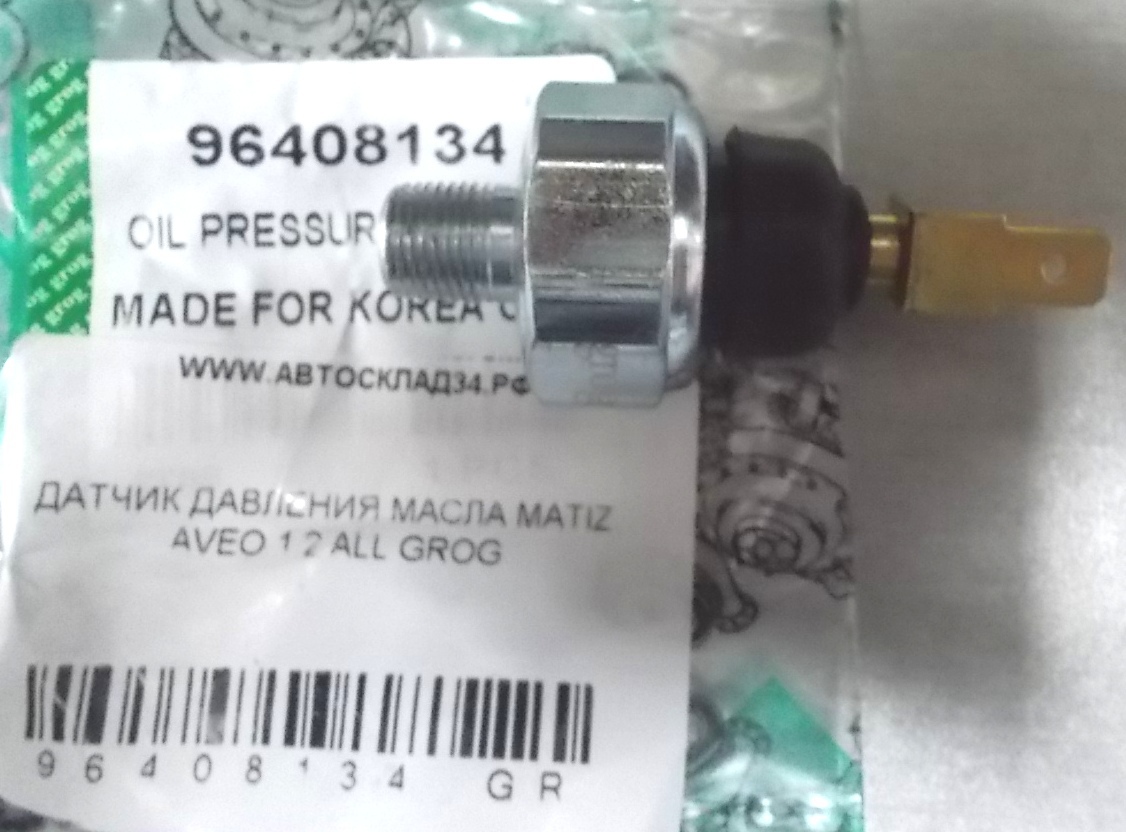 96408134
OIL PRESSUR
MADE FOR KOREA C
WWW.АВТОСКЛАД34.РФ
ДАТЧИК ДАВЛЕНИЯ МАСЛА MATIZ
AVEO 1 2 ALL GROG
96408134 GR
grog